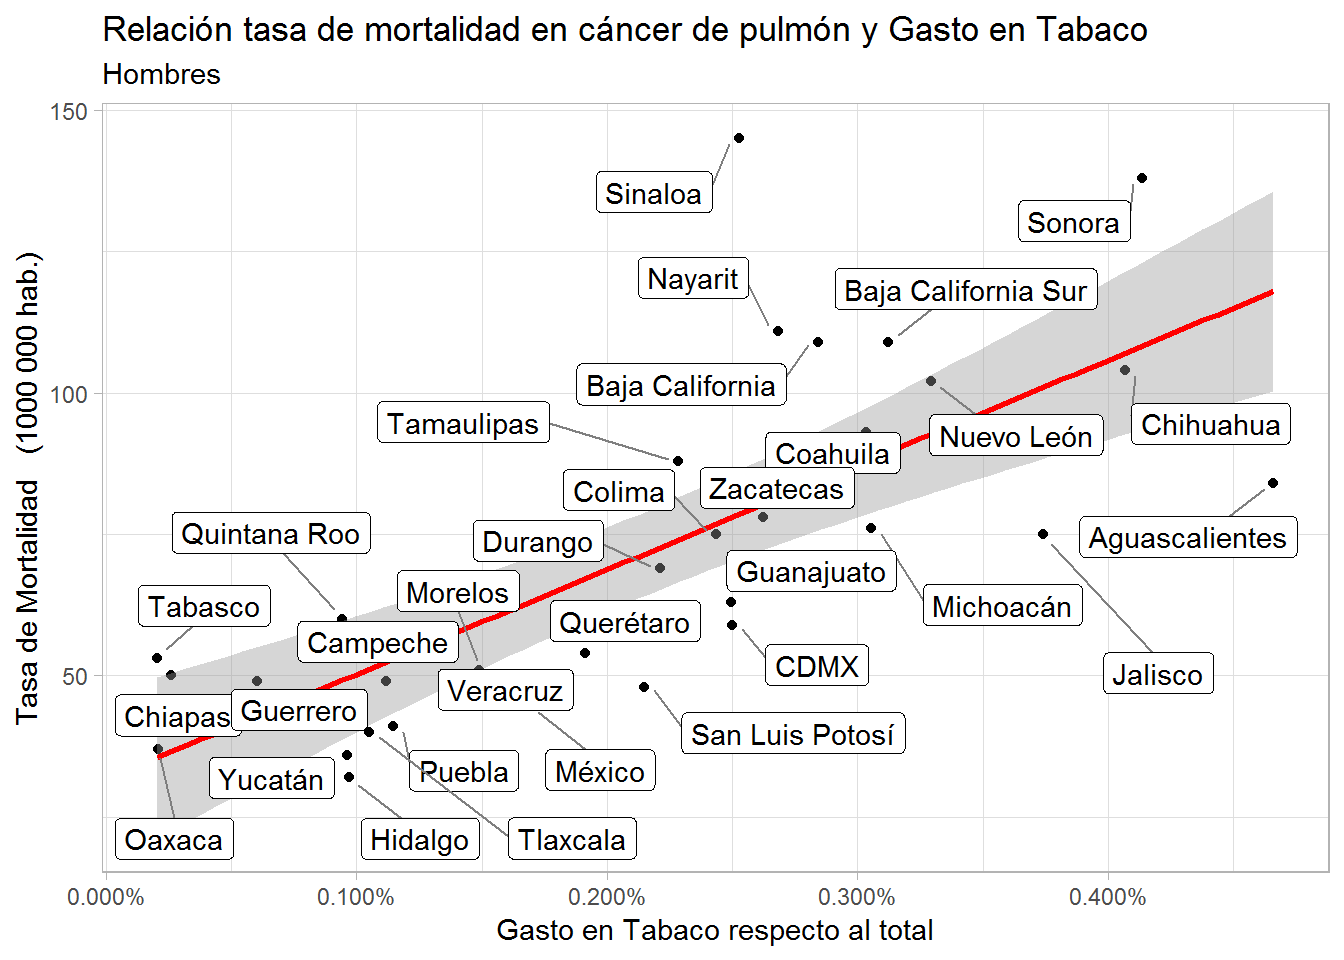 Relación tasa de mortalidad en cáncer de pulmón y Gasto en Tabaco
Hombres
Tasa de Mortalidad (1000 000 hab.)
150
100
50
Sinaloa
Sonora
Nayarit
Baja California Sur
Baja California
Tamaulipas
Chihuahua
Nuevo León
Coahuila
Zacatecas
Colima
Quintana Roo
Durango
Aguascalientes
Guanajuato
Morelos
Tabasco
Michoacán
Querétaro
Campeche
CDMX
Jalisco
Veracruz
Guerrero
Chiapas
San Luis Potosí
Puebla
México
Yucatán
Oaxaca
Hidalgo
Tlaxcala
0.000%
0.100%
0.200%
0.300%
0.400%
Gasto en Tabaco respecto al total